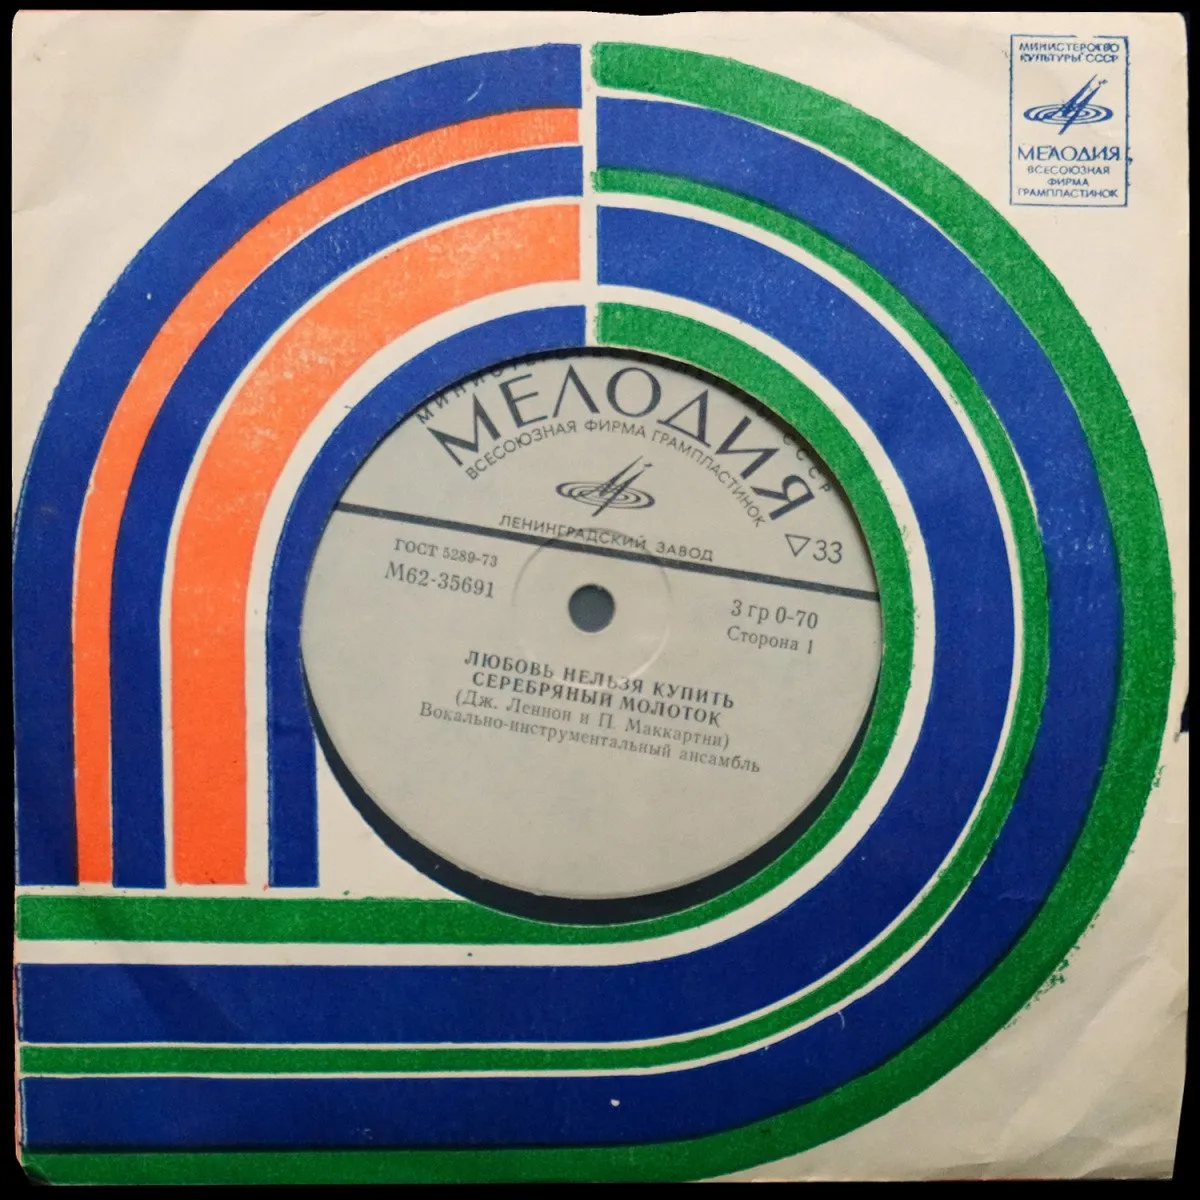 МИНИСТЕРСТВО
КУЛЬТУРЫ СССР
МЕЛОДИЯ
ВСЕСОЮЗНАЯ
ФИРМА
ГРАМПЛАСТИНОК
СССР
МЕЛОДИЯ
ВСЕСОЮЗНАЯ ФИРМА ГРАМПЛАСТИНОК
ЛЕНИНГРАДСКИЙ ЗАВОД
▽33
ГОСТ 5289-73
М62-35691
3 гр 0-70
Сторона 1
ЛЮБОВЬ НЕЛЬЗЯ КУПИТЬ
СЕРЕБРЯНЫЙ МОЛОТОК
(Дж. Леннон и П. Маккартни)
Вокально-инструментальный ансамбль